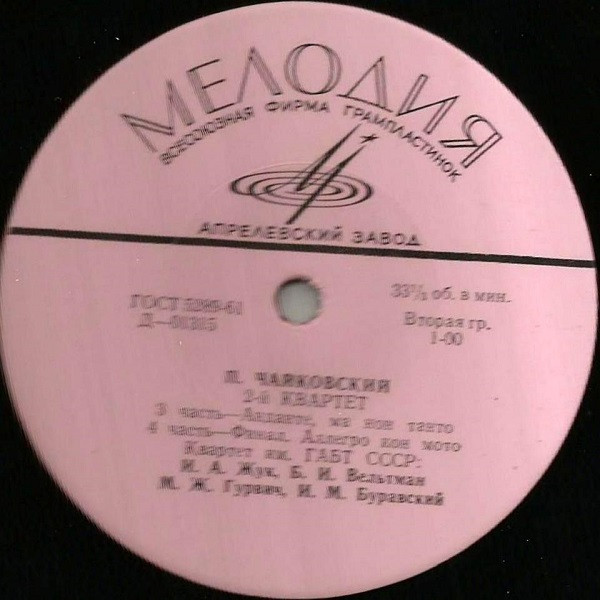 МЕЛОДИЯ
ВСЕСОЮЗНАЯ ФИРМА ГРАМПЛАСТИНОК
АПРЕЛЕВСКИЙ ЗАВОД
ГОСТ 5289-61
Д—01315
33⅓ об. в мин.
Вторая гр.
1-00
П. ЧАЙКОВСКИЙ
2-й КВАРТЕТ
3 часть—Анданте, ма нон танто
4 часть—Финал. Аллегро кон мото
Квартет им. ГАБТ СССР:
И. А. Жук, Б. И. Вельтман
М. Ж. Гурвич, И. М. Буравский